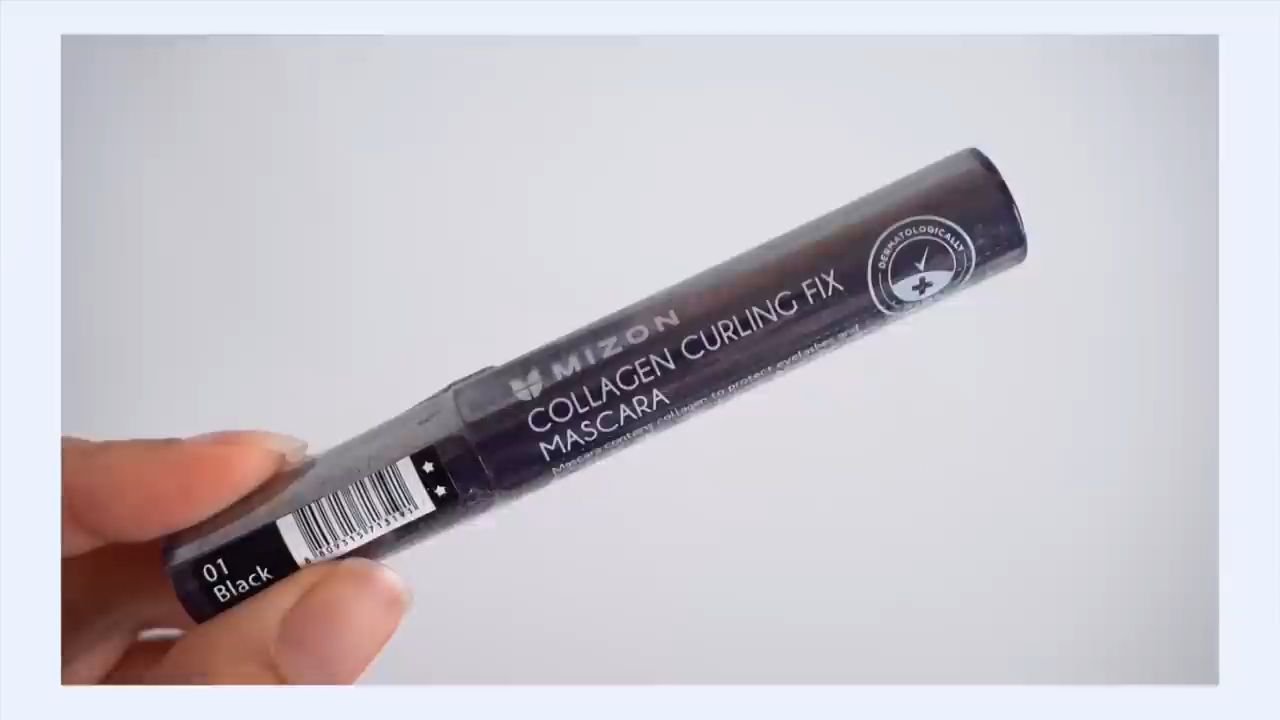 MIZON
COLLAGEN CURLING FIX
MASCARA
Mascara contains collagen to protect eyelashes and
DERMATOLOGICALLY
01
Black